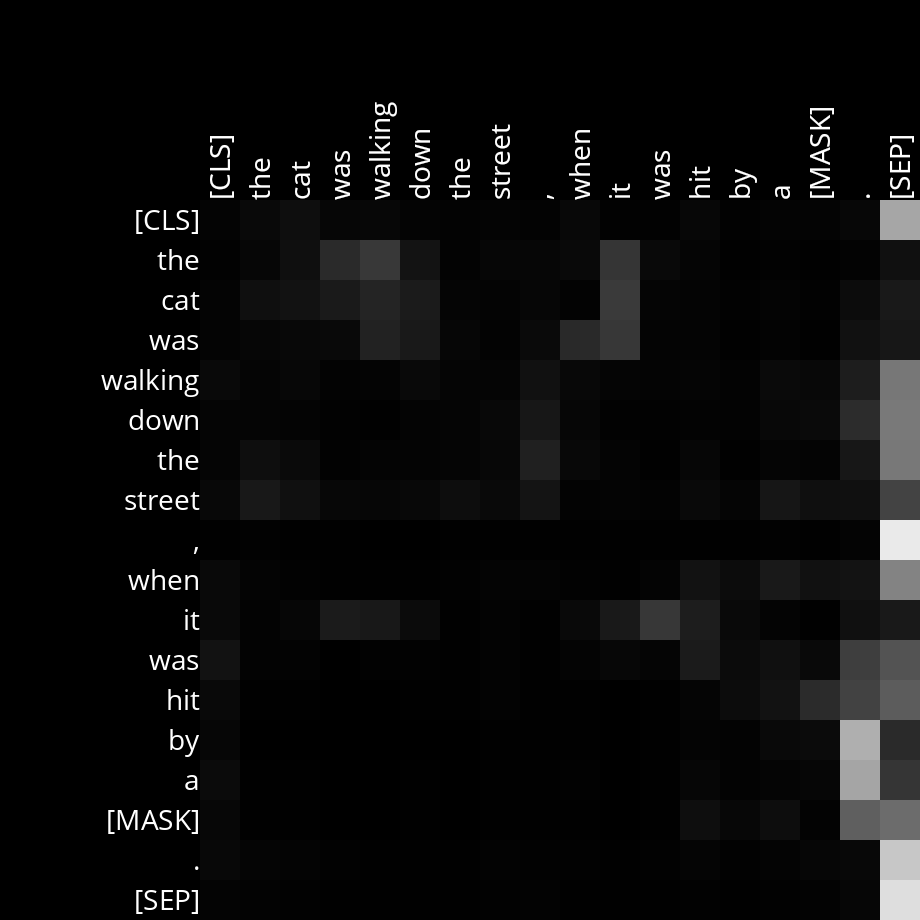 [CLS] the cat was walking down the street , when it was hit by a [MASK] . [SEP]
[CLS]
the
cat
was
walking
down
the
street
,
when
it
was
hit
by
a
[MASK]
.
[SEP]